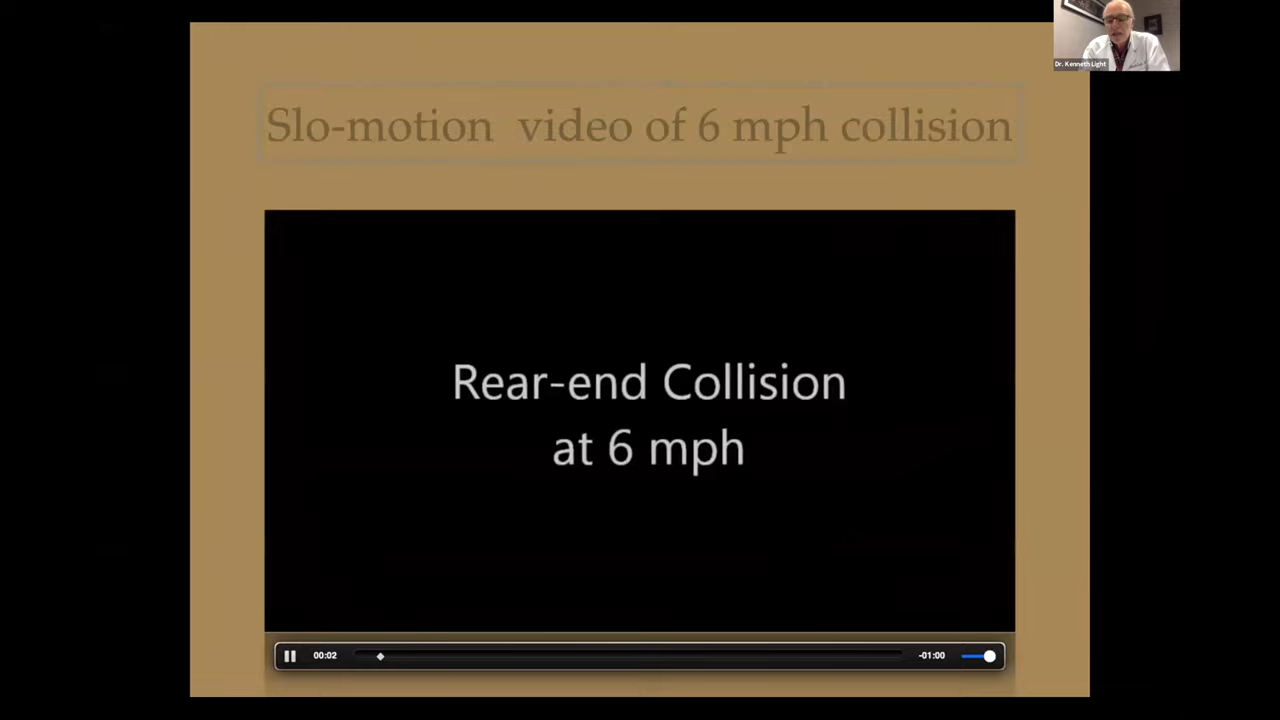 Dr. Kenneth Light
Slo-motion video of 6 mph collision
Rear-end Collision
at 6 mph
00:02
-01:00